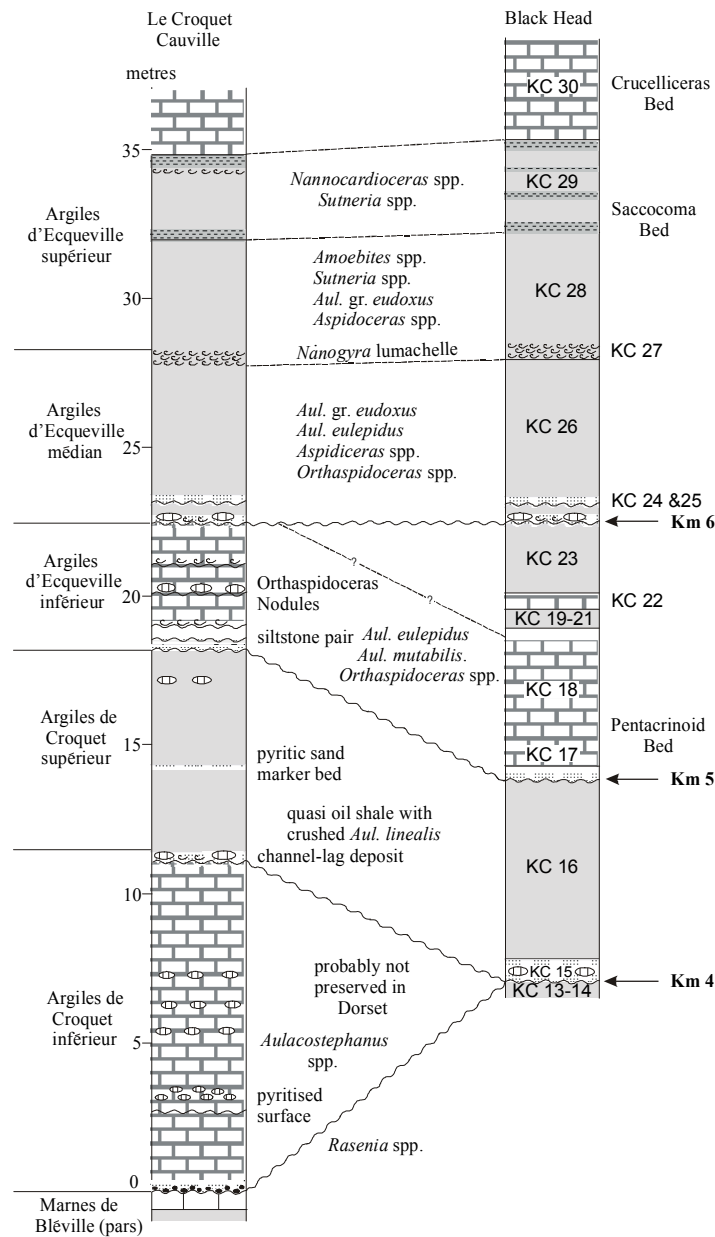 Le Croquet
Cauville
Black Head
metres
KC 30
Crucelliceras
Bed
35
Nannocardioceras spp.
Sutneria spp.
KC 29
Argiles
d’Ecqueville
supérieur
Saccocoma
Bed
Amoebites spp.
Sutneria spp.
Aul. gr. eudoxus
Aspidoceras spp.
30
KC 28
Nanogyra lumachelle
KC 27
Argiles
d’Ecqueville
médian
Aul. gr. eudoxus
Aul. eulepidus
Aspidiceras spp.
Orthaspidoceras spp.
25
KC 26
KC 24 &25
Km 6
Argiles
d’Ecqueville
inférieur
KC 23
?
Orthaspidoceras
Nodules
20
?
KC 22
KC 19-21
siltstone pair
Aul. eulepidus
Aul. mutabilis.
Orthaspidoceras spp.
KC 18
Argiles de
Croquet
supérieur
Pentacrinoid
Bed
15
pyritic sand
marker bed
KC 17
Km 5
quasi oil shale with
crushed Aul. linealis
channel-lag deposit
10
KC 16
probably not
preserved in
Dorset
KC 15
Km 4
KC 13-14
Argiles de
Croquet
inférieur
5
Aulacostephanus
spp.
pyritised
surface
Rasenia spp.
0
Marnes de
Bléville (pars)